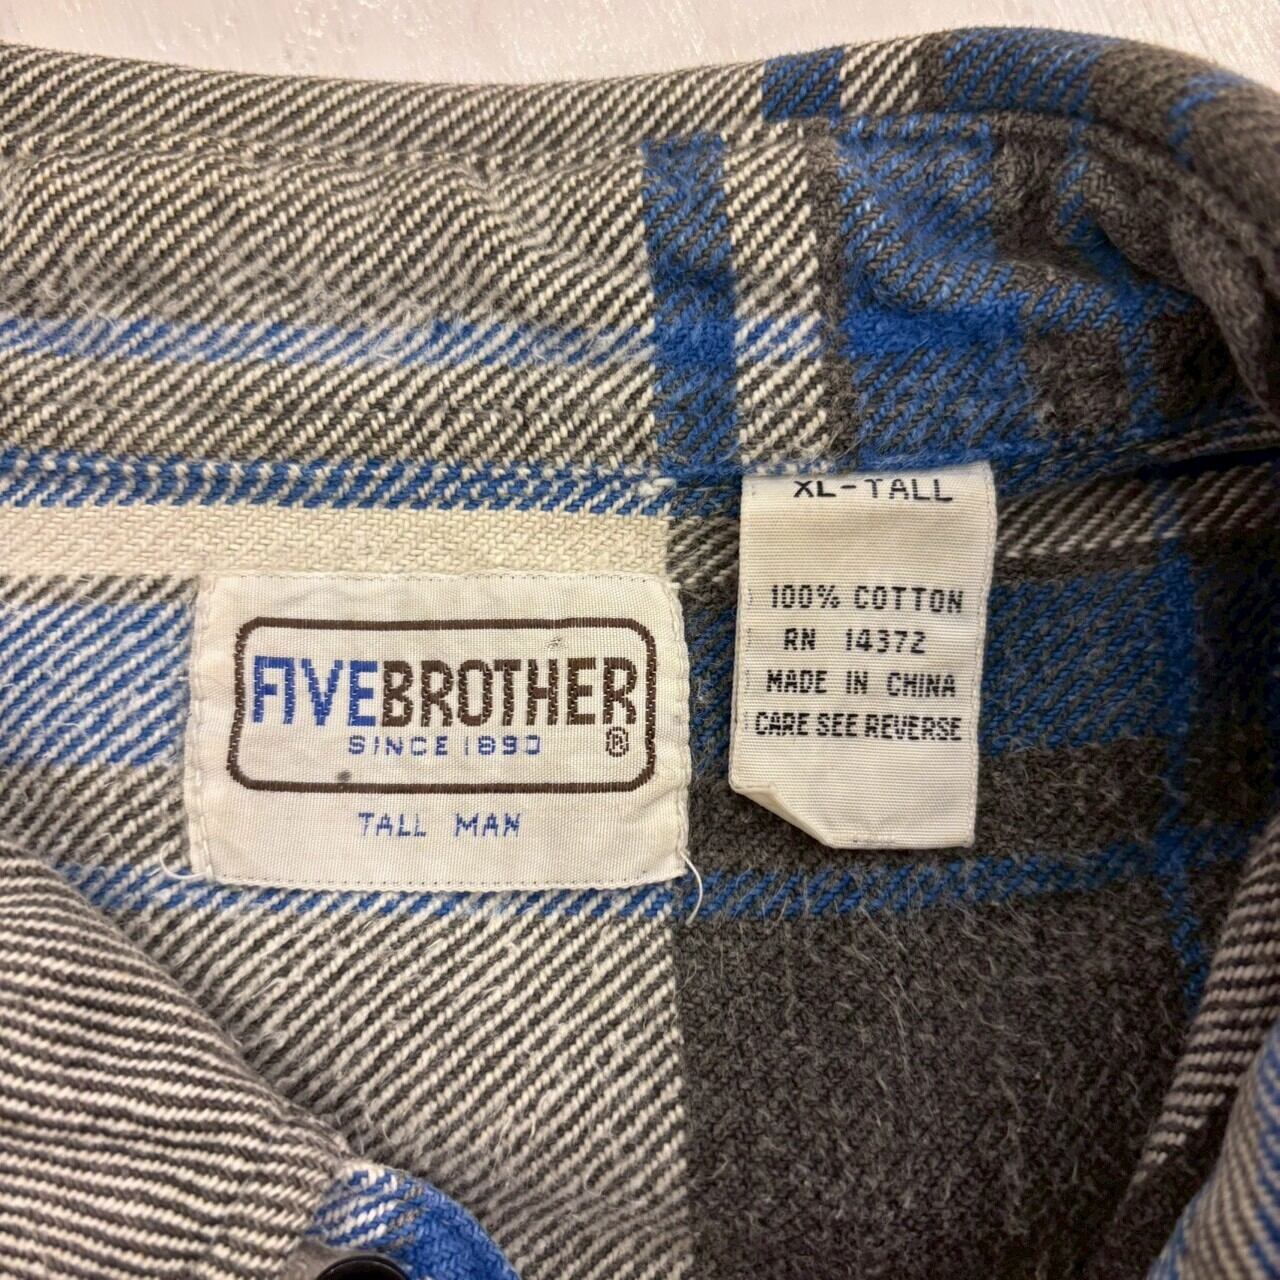 FIVEBROTHER
SINCE 1890 ®
TALL MAN
XL-TALL
100% COTTON
RN 14372
MADE IN CHINA
CARE SEE REVERSE